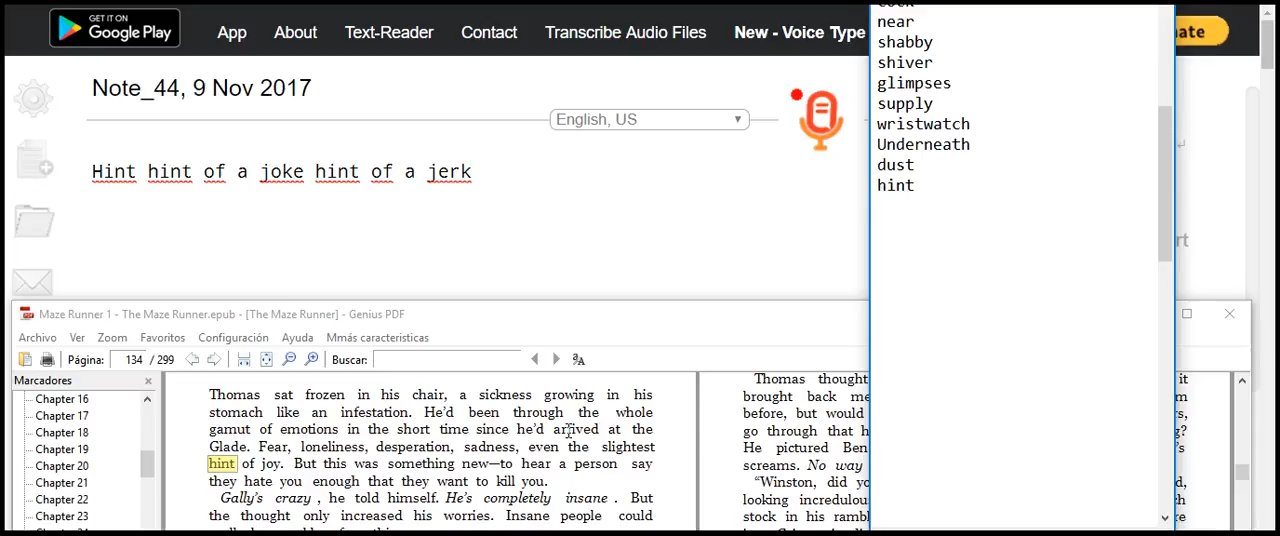 GET IT ON
Google Play
App
About
Text-Reader
Contact
Transcribe Audio Files
New - Voice Type
ate
Note_44, 9 Nov 2017
English, US
Hint hint of a joke hint of a jerk
near
shabby
shiver
glimpses
supply
wristwatch
Underneath
dust
hint
rt
Maze Runner 1 - The Maze Runner.epub - [The Maze Runner] - Genius PDF
Archivo Ver Zoom Favoritos Configuración Ayuda Mmás caracteristicas
Página: 134 / 299
Buscar:
Marcadores
Chapter 16
Chapter 17
Chapter 18
Chapter 19
Chapter 20
Chapter 21
Chapter 22
Chapter 23
Thomas sat frozen in his chair, a sickness growing in his
stomach like an infestation. He'd been through the whole
gamut of emotions in the short time since he'd arrived at the
Glade. Fear, loneliness, desperation, sadness, even the slightest
hint of joy. But this was something new—to hear a person say
they hate you enough that they want to kill you.
Gally's crazy , he told himself. He's completely insane . But
the thought only increased his worries. Insane people could
Thomas thought it
brought back me
before, but would rs,
go through that h g?
He pictured Ben
screams. No way
"Winston, did yo d,
looking incredulou ch
stock in his rambl re